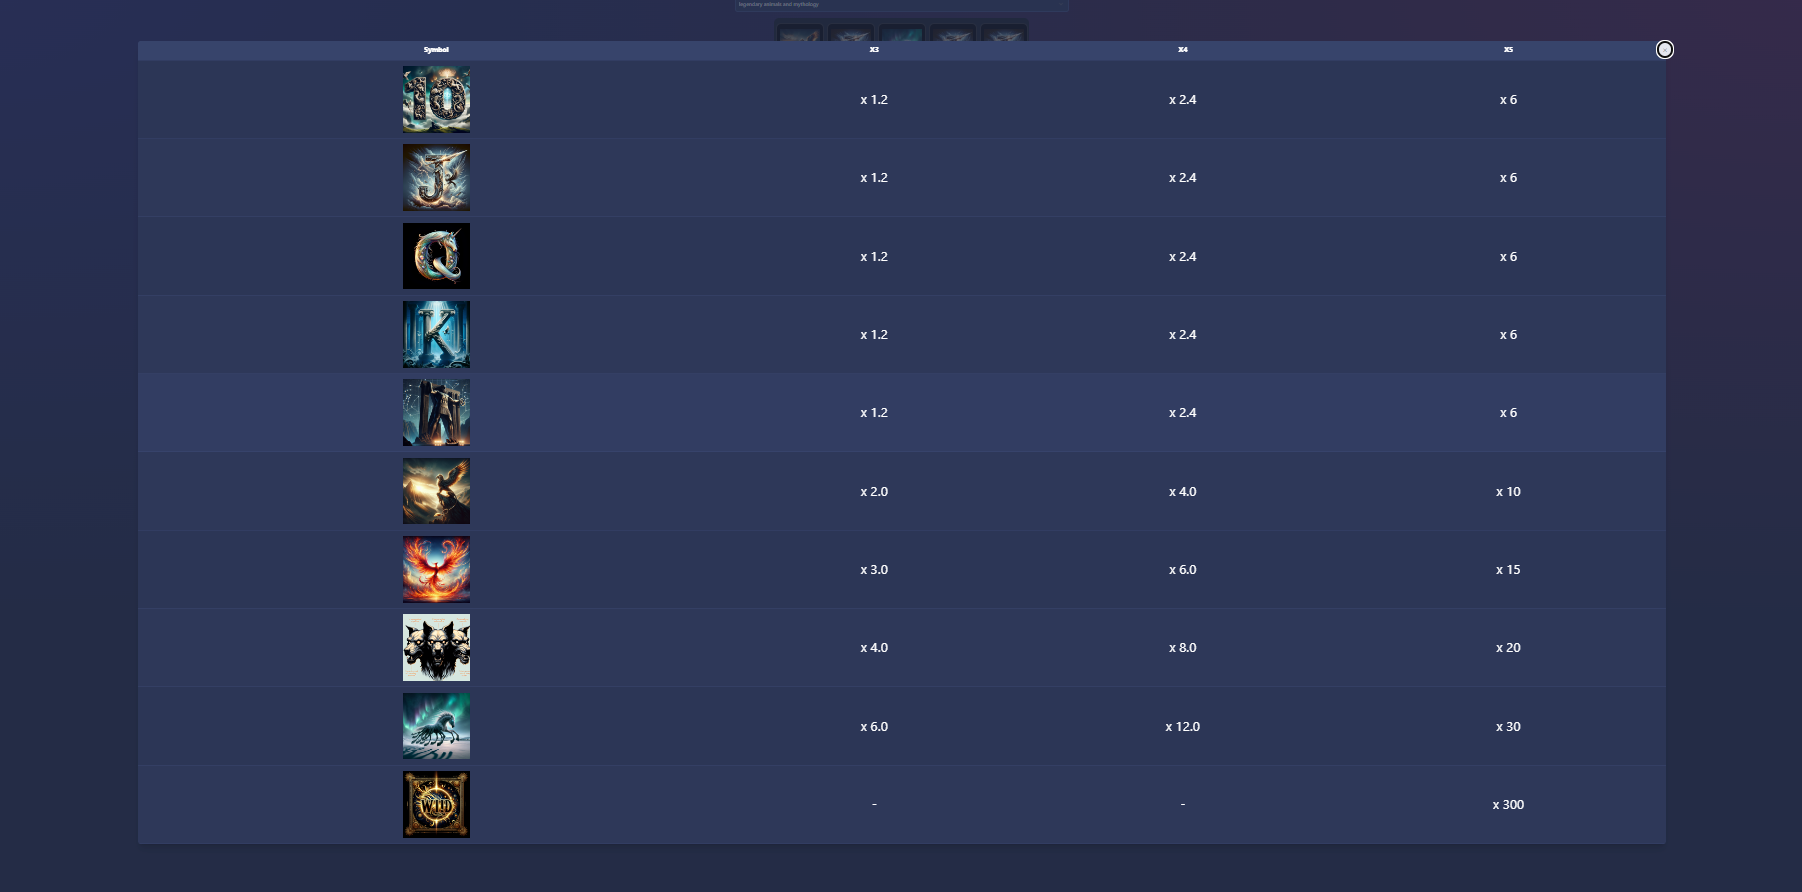 legendary animals and mythology
Symbol X3 X4 X5
10 x 1.2 x 2.4 x 6
J x 1.2 x 2.4 x 6
Q x 1.2 x 2.4 x 6
K x 1.2 x 2.4 x 6
x 1.2 x 2.4 x 6
x 2.0 x 4.0 x 10
x 3.0 x 6.0 x 15
x 4.0 x 8.0 x 20
x 6.0 x 12.0 x 30
WILD - - x 300